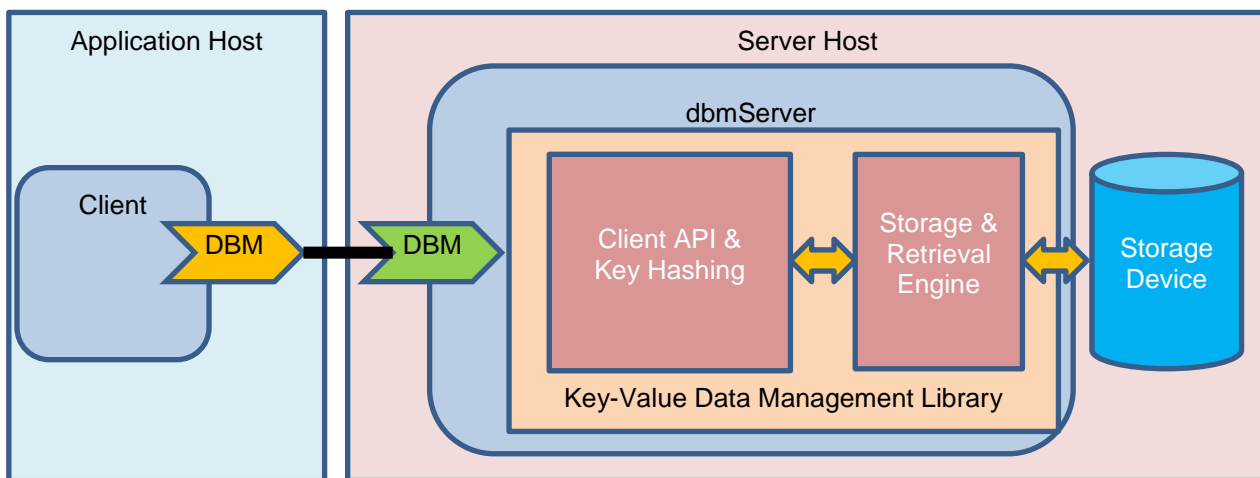 Application Host
Server Host
dbmServer
Client
DBM
DBM
Client API &
Key Hashing
Storage &
Retrieval
Engine
Storage
Device
Key-Value Data Management Library